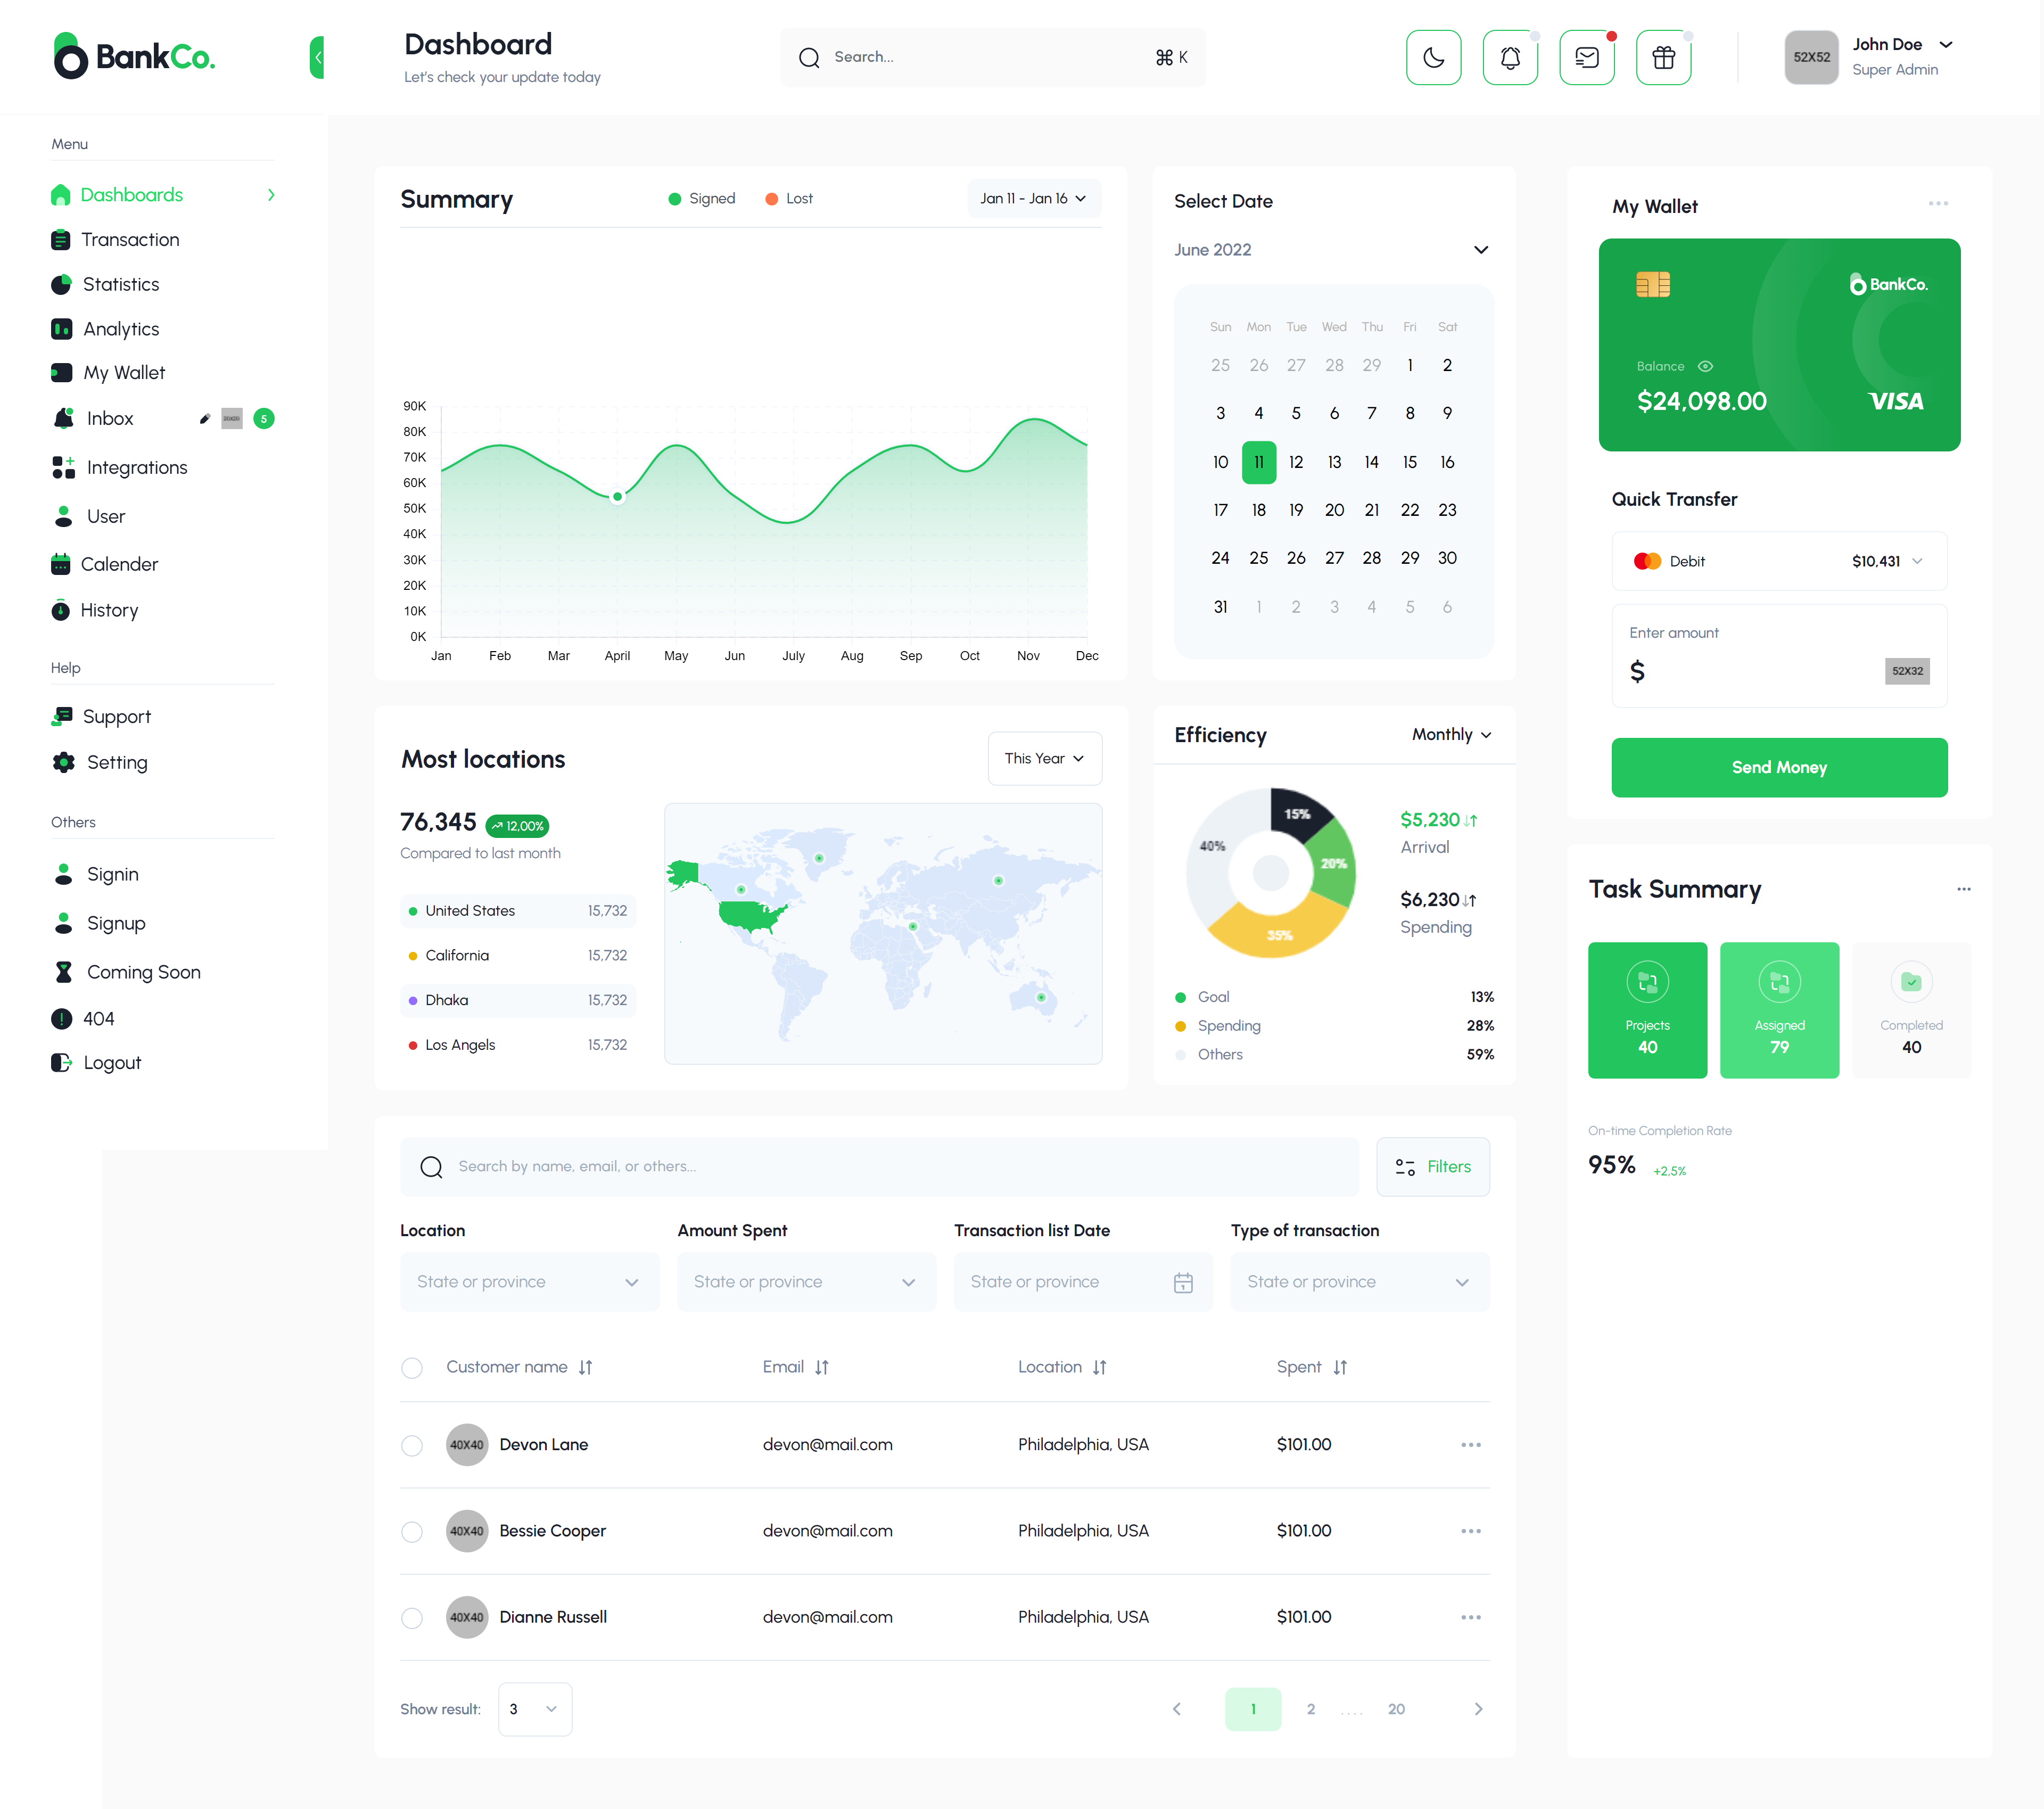 BankCo.
Dashboard
Let's check your update today
Search...
⌘ K
52X52
John Doe
Super Admin
Menu
Dashboards
Transaction
Statistics
Analytics
My Wallet
Inbox
5
Integrations
User
Calender
History
Help
Support
Setting
Others
Signin
Signup
Coming Soon
404
Logout
Summary
Signed
Lost
Jan 11 - Jan 16
90K
80K
70K
60K
50K
40K
30K
20K
10K
0K
Jan Feb Mar April May Jun July Aug Sep Oct Nov Dec
Select Date
June 2022
Sun Mon Tue Wed Thu Fri Sat
25 26 27 28 29 1 2
3 4 5 6 7 8 9
10 11 12 13 14 15 16
17 18 19 20 21 22 23
24 25 26 27 28 29 30
31 1 2 3 4 5 6
My Wallet
BankCo.
Balance
$24,098.00
VISA
Quick Transfer
Debit $10,431
Enter amount
$
52X32
Send Money
Most locations
This Year
76,345
12,00%
Compared to last month
United States 15,732
California 15,732
Dhaka 15,732
Los Angels 15,732
Efficiency
Monthly
15%
20%
35%
40%
$5,230
Arrival
$6,230
Spending
Goal 13%
Spending 28%
Others 59%
Task Summary
Projects
40
Assigned
79
Completed
40
On-time Completion Rate
95% +2.5%
Search by name, email, or others...
Filters
Location
State or province
Amount Spent
State or province
Transaction list Date
State or province
1
Type of transaction
State or province
Customer name Email Location Spent
40X40 Devon Lane devon@mail.com Philadelphia, USA $101.00
40X40 Bessie Cooper devon@mail.com Philadelphia, USA $101.00
40X40 Dianne Russell devon@mail.com Philadelphia, USA $101.00
Show result: 3
1 2 .... 20